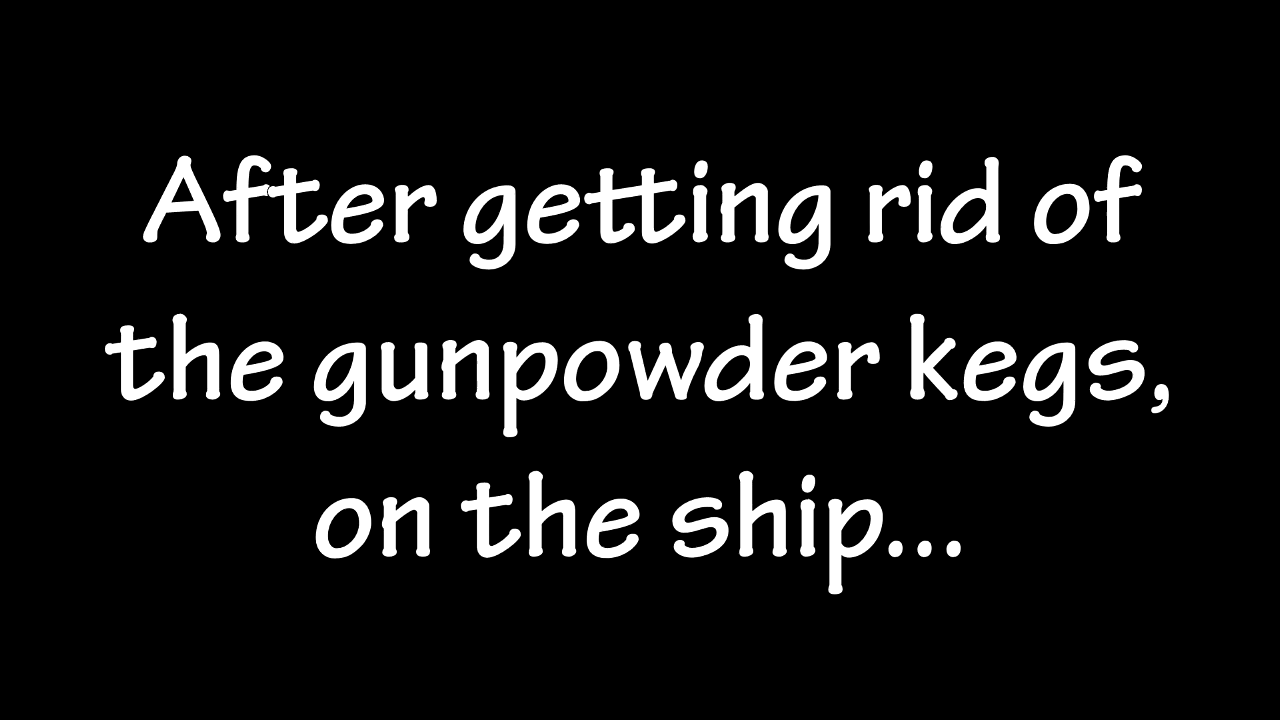 After getting rid of
the gunpowder kegs,
on the ship...